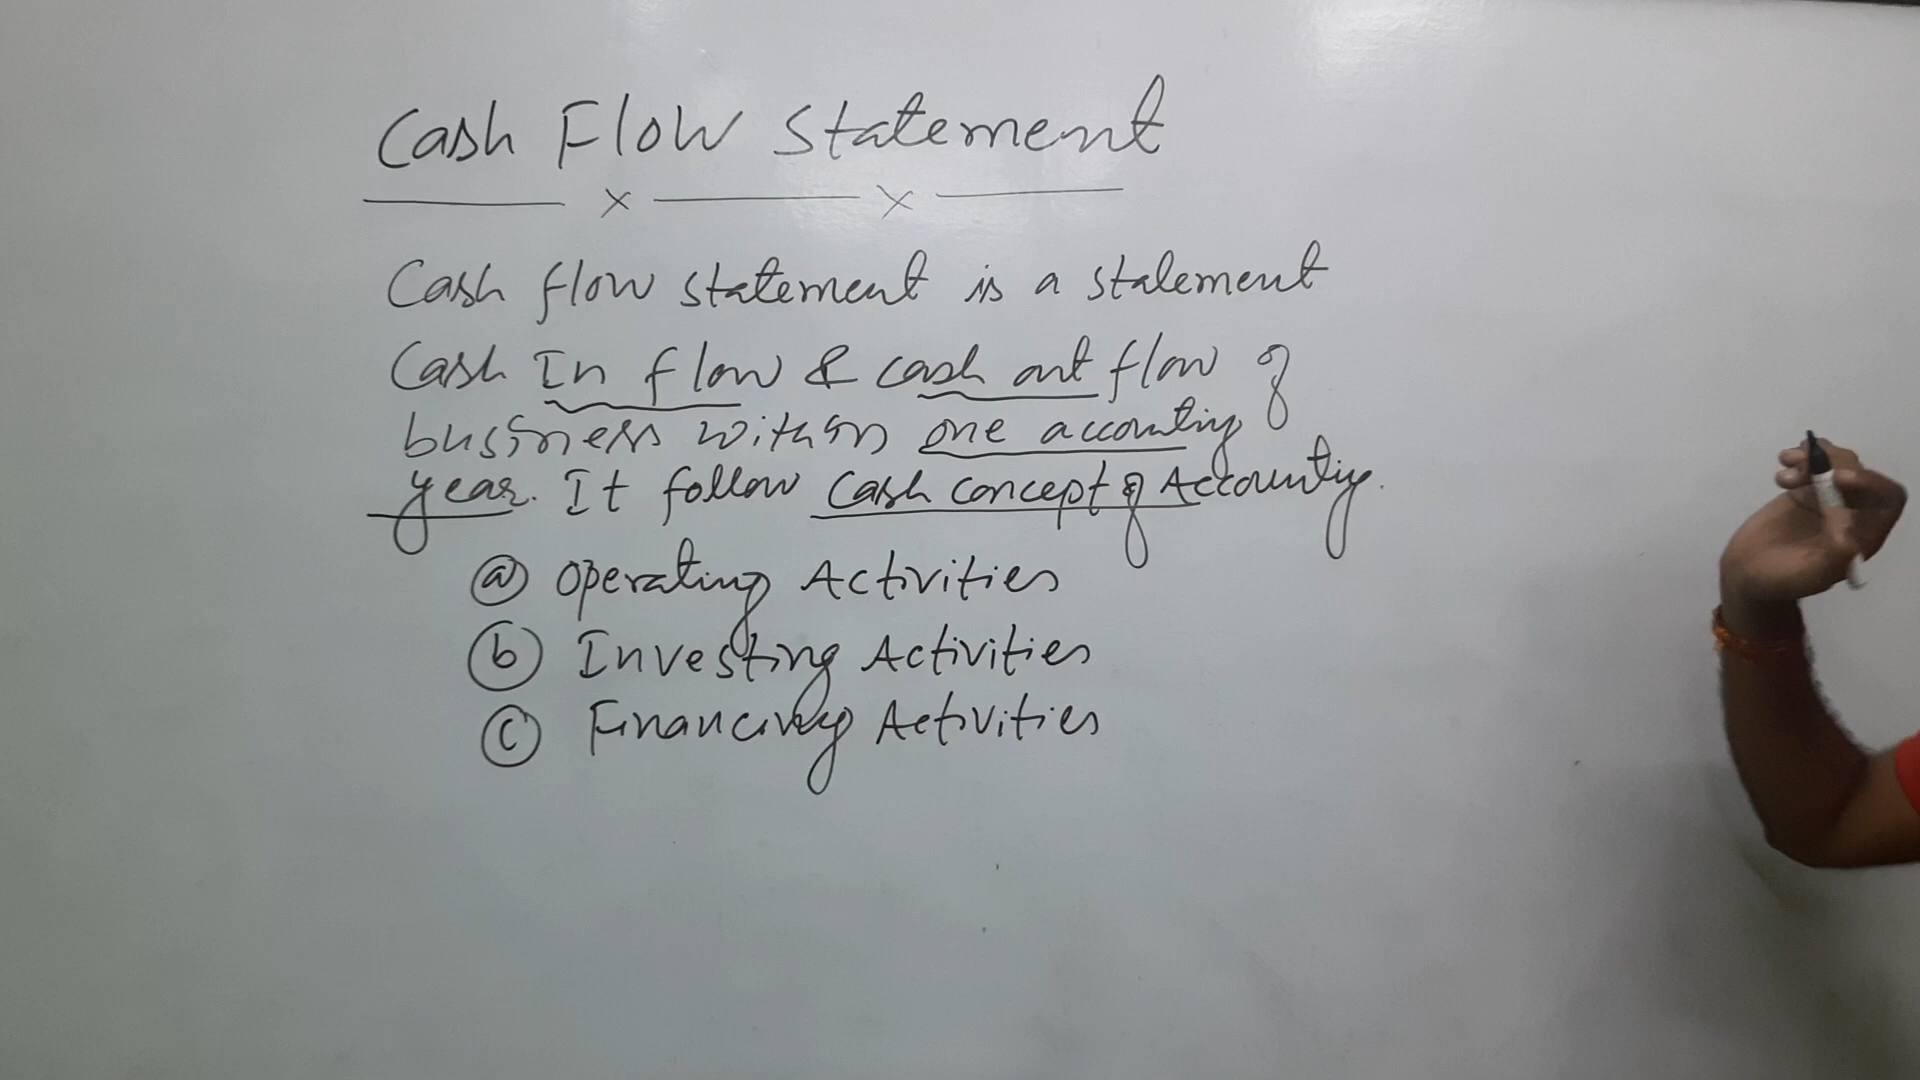 Cash Flow Statement
Cash flow statement is a statement
Cash In flow & cash out flow of
business within one accounting
year. It follow Cash concept of Accounting.
(a) Operating Activities
(b) Investing Activities
(c) Financing Activities